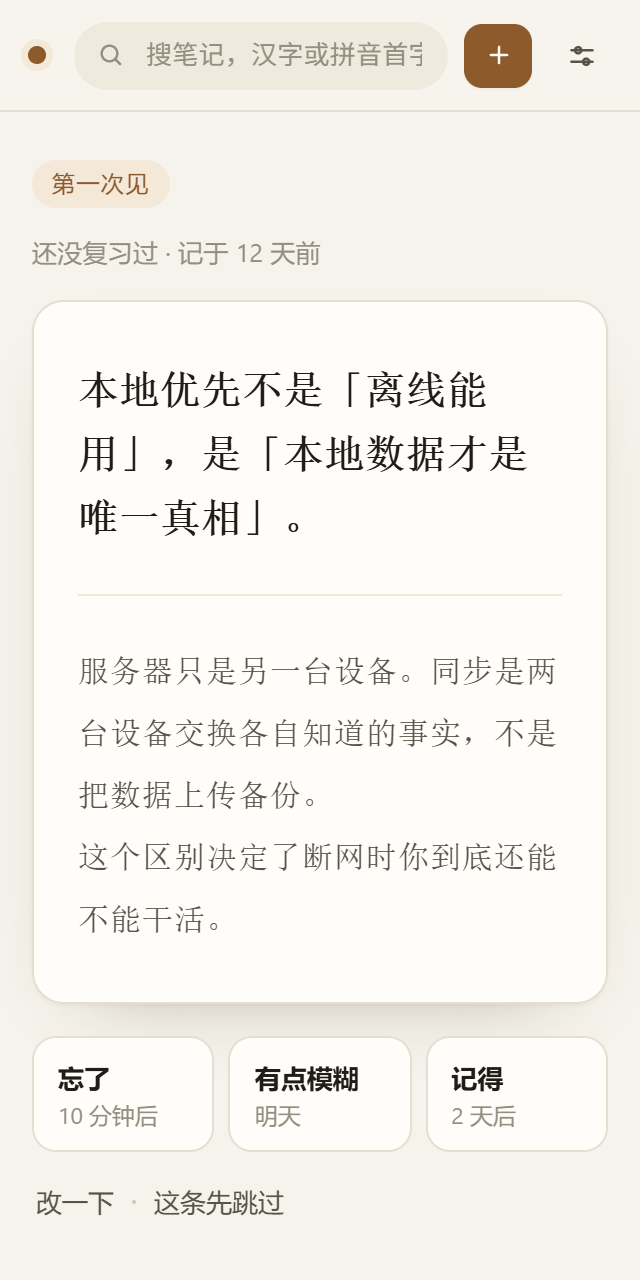 搜笔记，汉字或拼音首字
第一次见
还没复习过 · 记于 12 天前
本地优先不是「离线能
用」，是「本地数据才是
唯一真相」。
服务器只是另一台设备。同步是两
台设备交换各自知道的事实，不是
把数据上传备份。
这个区别决定了断网时你到底还能
不能干活。
忘了
10 分钟后
有点模糊
明天
记得
2 天后
改一下 · 这条先跳过